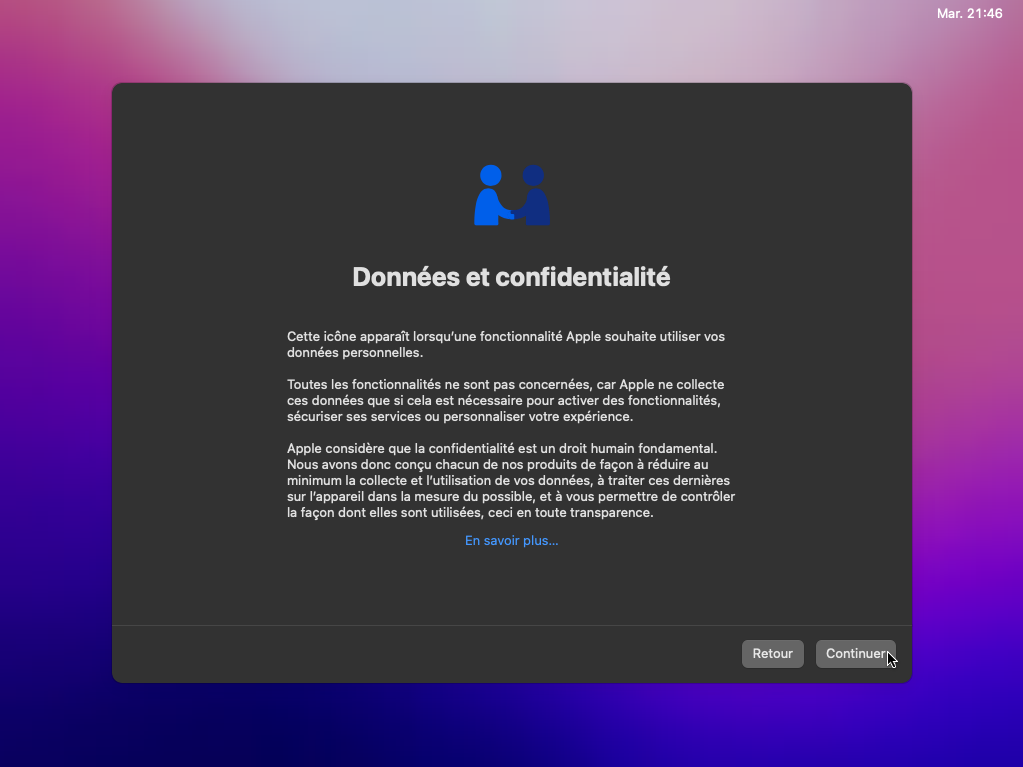 Mar. 21:46
Données et confidentialité
Cette icône apparaît lorsqu’une fonctionnalité Apple souhaite utiliser vos
données personnelles.
Toutes les fonctionnalités ne sont pas concernées, car Apple ne collecte
ces données que si cela est nécessaire pour activer des fonctionnalités,
sécuriser ses services ou personnaliser votre expérience.
Apple considère que la confidentialité est un droit humain fondamental.
Nous avons donc conçu chacun de nos produits de façon à réduire au
minimum la collecte et l’utilisation de vos données, à traiter ces dernières
sur l’appareil dans la mesure du possible, et à vous permettre de contrôler
la façon dont elles sont utilisées, ceci en toute transparence.
En savoir plus...
Retour
Continuer